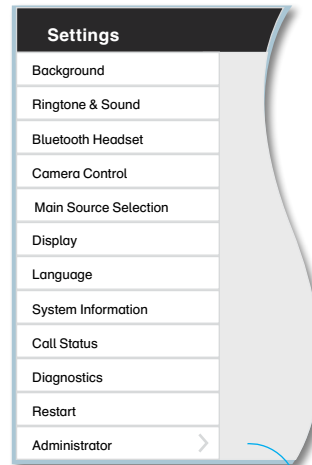 Settings
Background
Ringtone & Sound
Bluetooth Headset
Camera Control
Main Source Selection
Display
Language
System Information
Call Status
Diagnostics
Restart
Administrator